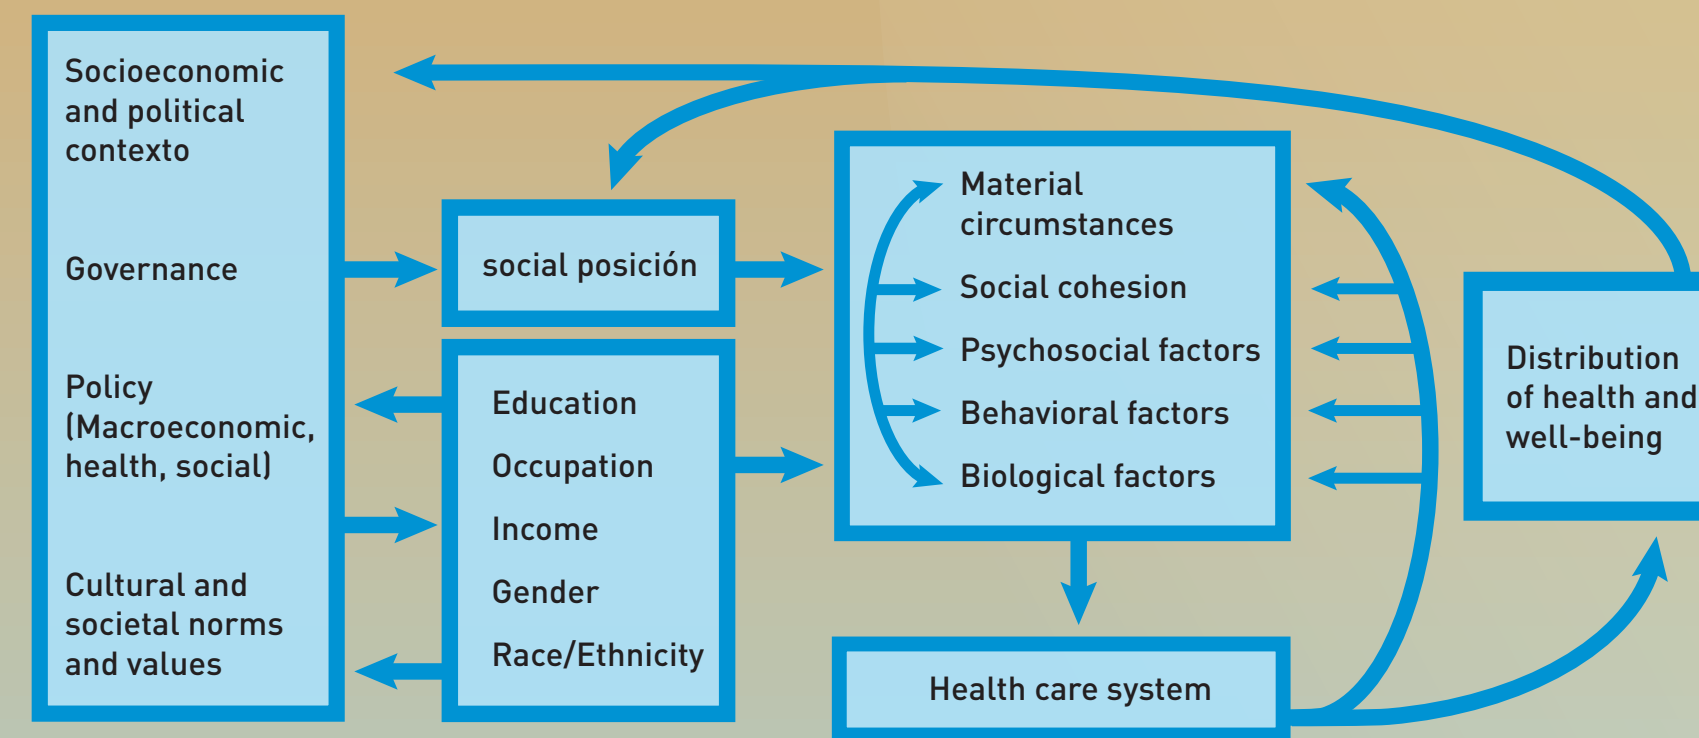 Socioeconomic
and political
contexto
Governance
Policy
(Macroeconomic,
health, social)
Cultural and
societal norms
and values
social posición
Education
Occupation
Income
Gender
Race/Ethnicity
Material
circumstances
Social cohesion
Psychosocial factors
Behavioral factors
Biological factors
Health care system
Distribution
of health and
well-being